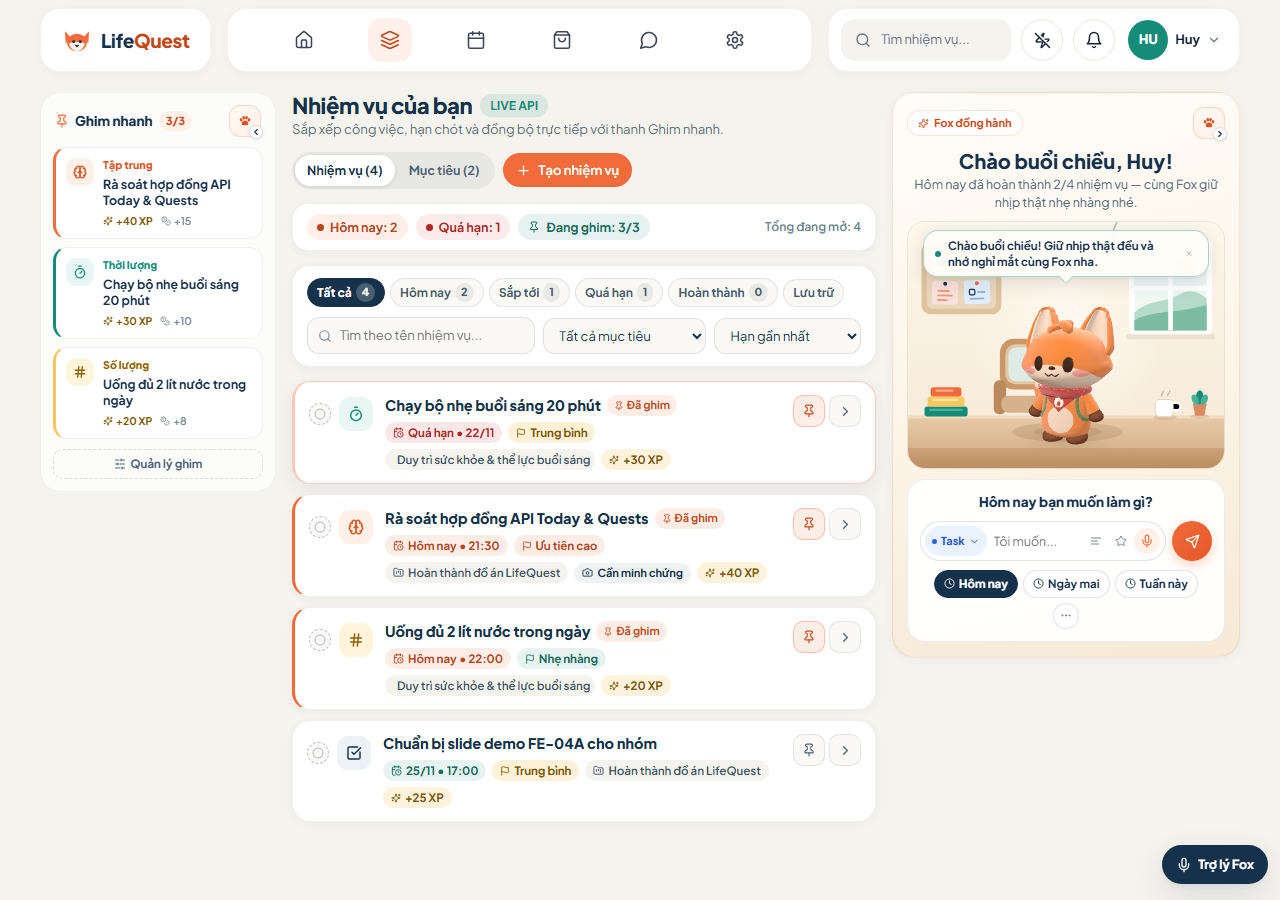 LifeQuest
Tìm nhiệm vụ...
HU
Huy
Ghim nhanh 3/3
Tập trung
Rà soát hợp đồng API
Today & Quests
+40 XP +15
Thời lượng
Chạy bộ nhẹ buổi sáng
20 phút
+30 XP +10
Số lượng
Uống đủ 2 lít nước trong
ngày
+20 XP +8
Quản lý ghim
Nhiệm vụ của bạn LIVE API
Sắp xếp công việc, hạn chót và đồng bộ trực tiếp với thanh Ghim nhanh.
Nhiệm vụ (4) Mục tiêu (2) + Tạo nhiệm vụ
Hôm nay: 2 Quá hạn: 1 Đang ghim: 3/3 Tổng đang mở: 4
Tất cả 4 Hôm nay 2 Sắp tới 1 Quá hạn 1 Hoàn thành 0 Lưu trữ
Tìm theo tên nhiệm vụ... Tất cả mục tiêu Hạn gần nhất
Chạy bộ nhẹ buổi sáng 20 phút Đã ghim
Quá hạn • 22/11 Trung bình
Duy trì sức khỏe & thể lực buổi sáng +30 XP
Rà soát hợp đồng API Today & Quests Đã ghim
Hôm nay • 21:30 Ưu tiên cao
Hoàn thành đồ án LifeQuest Cần minh chứng +40 XP
Uống đủ 2 lít nước trong ngày Đã ghim
Hôm nay • 22:00 Nhẹ nhàng
Duy trì sức khỏe & thể lực buổi sáng +20 XP
Chuẩn bị slide demo FE-04A cho nhóm
25/11 • 17:00 Trung bình Hoàn thành đồ án LifeQuest
+25 XP
Fox đồng hành
Chào buổi chiều, Huy!
Hôm nay đã hoàn thành 2/4 nhiệm vụ — cùng Fox giữ
nhịp thật nhẹ nhàng nhé.
Chào buổi chiều! Giữ nhịp thật đều và
nhớ nghỉ mắt cùng Fox nha.
Hôm nay bạn muốn làm gì?
Task Tôi muốn...
Hôm nay Ngày mai Tuần này
...
Trợ lý Fox